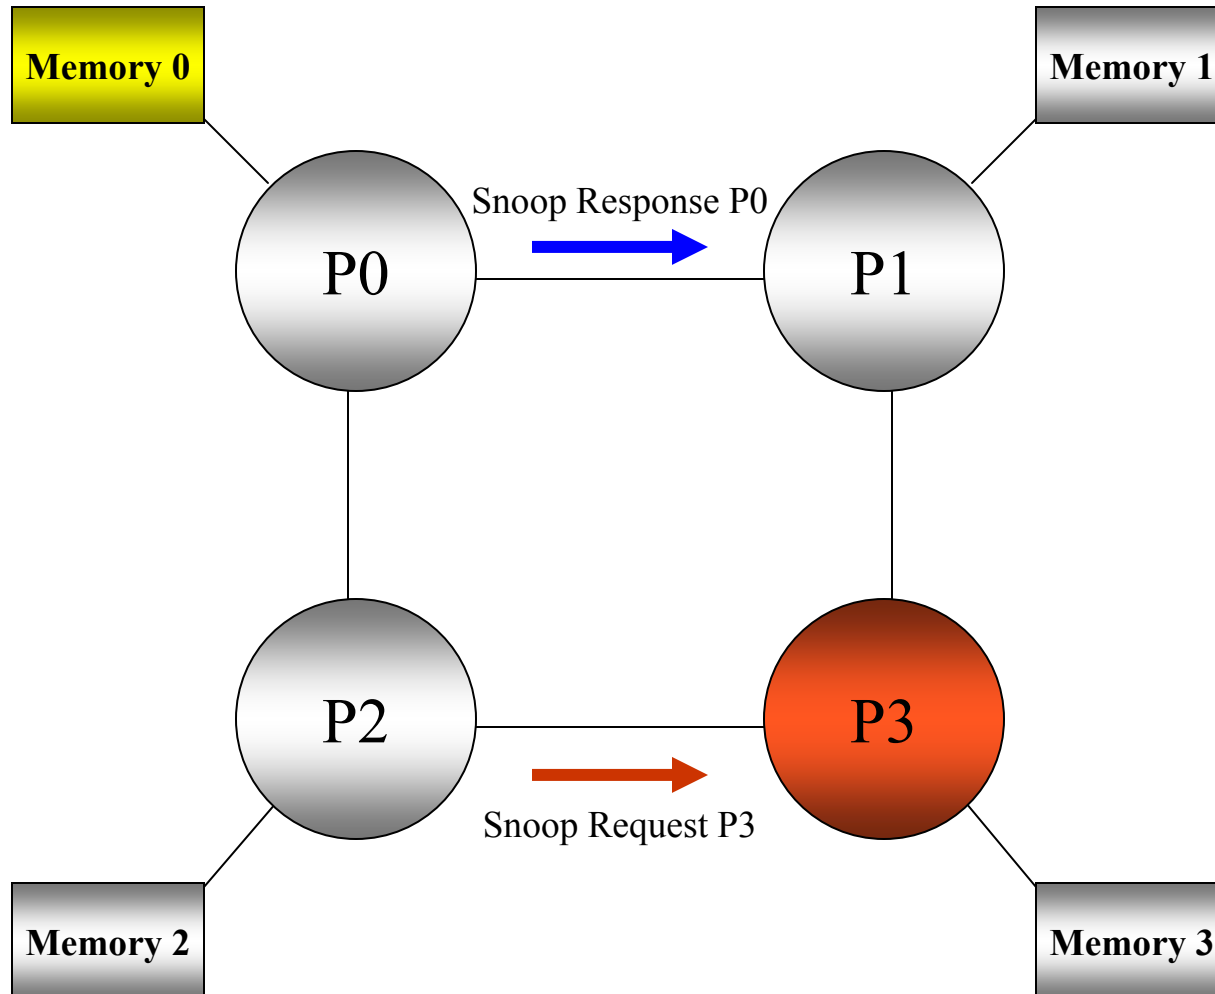 Memory 0
Memory 1
Snoop Response P0
P0
P1
P2
P3
Snoop Request P3
Memory 2
Memory 3